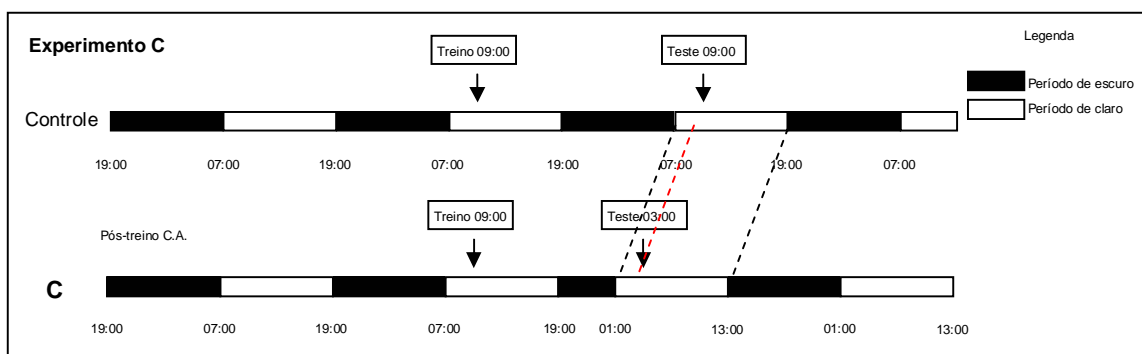 Experimento C
Legenda
Treino 09:00
Teste 09:00
Período de escuro
Período de claro
Controle
19:00 07:00 19:00 07:00 19:00 07:00 19:00 07:00
Treino 09:00
Teste 03:00
Pós-treino C.A.
C
19:00 07:00 19:00 07:00 19:00 01:00 13:00 01:00 13:00